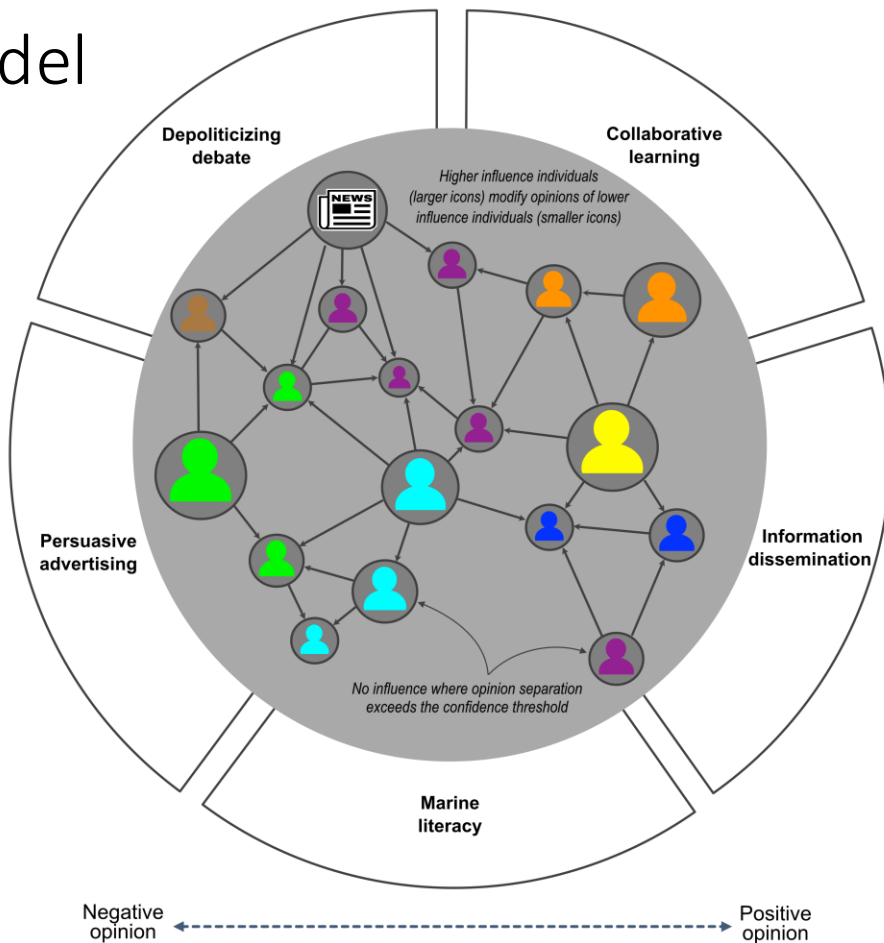 del
Depoliticizing
debate
Collaborative
learning
Higher influence individuals
(larger icons) modify opinions of lower
influence individuals (smaller icons)
NEWS
Persuasive
advertising
Information
dissemination
No influence where opinion separation
exceeds the confidence threshold
Marine
literacy
Negative
opinion
Positive
opinion